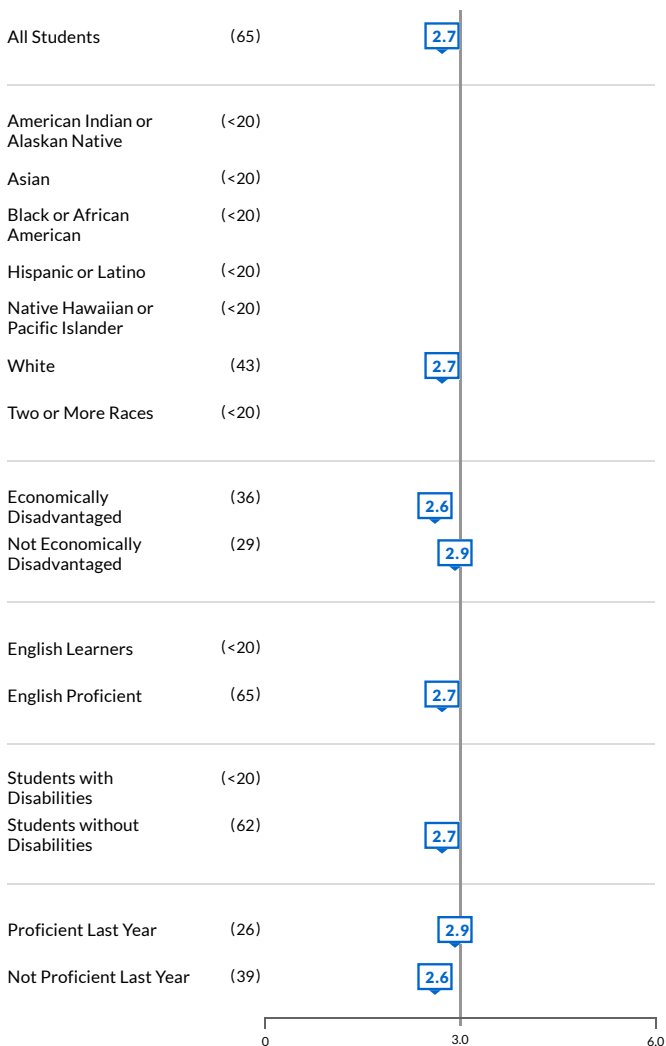 All Students (65) 2.7
American Indian or (<20)
Alaskan Native
Asian (<20)
Black or African (<20)
American
Hispanic or Latino (<20)
Native Hawaiian or (<20)
Pacific Islander
White (43) 2.7
Two or More Races (<20)
Economically (36) 2.6
Disadvantaged
Not Economically (29) 2.9
Disadvantaged
English Learners (<20)
English Proficient (65) 2.7
Students with (<20)
Disabilities
Students without (62) 2.7
Disabilities
Proficient Last Year (26) 2.9
Not Proficient Last Year (39) 2.6
0 3.0 6.0